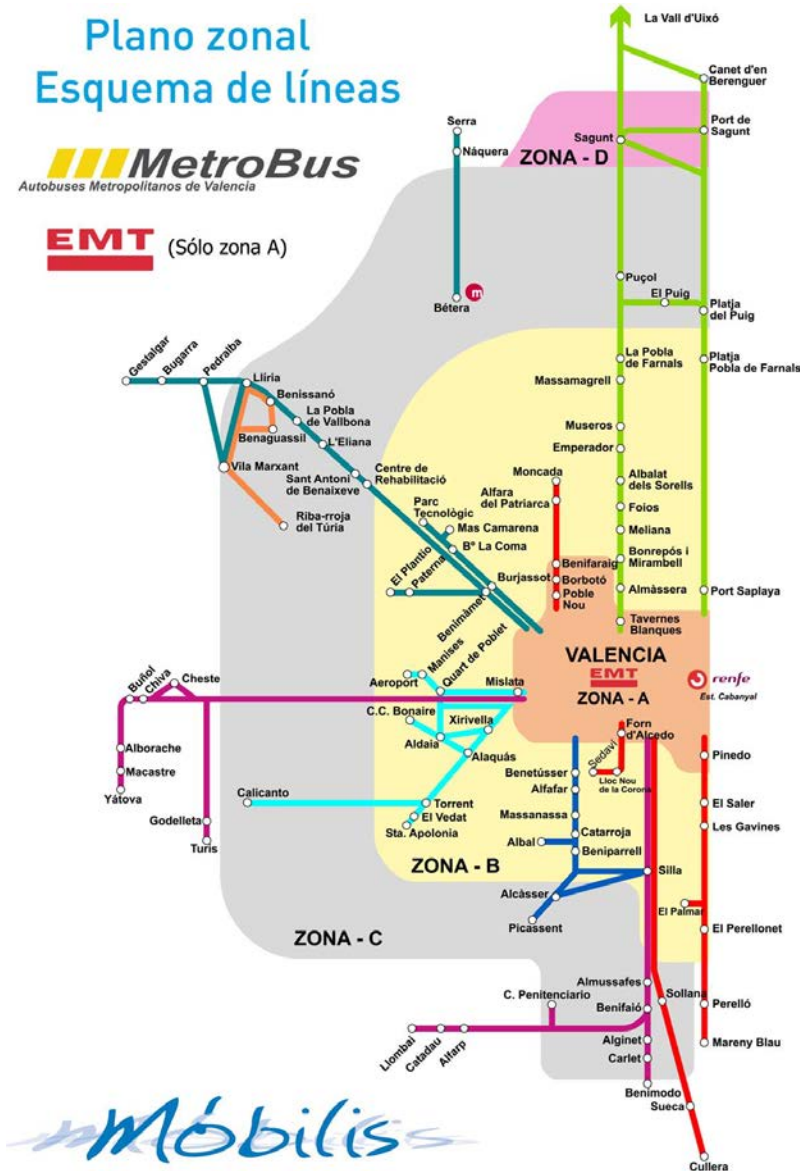 Plano zonal
Esquema de líneas
MetroBus
Autobuses Metropolitanos de Valencia
EMT (Sólo zona A)
La Vall d'Uixó
Canet d'en
Berenguer
Port de
Sagunt
Sagunt
ZONA - D
Serra
Náquera
Bétera
m
Puçol
El Puig
Platja
del Puig
La Pobla
de Farnals
Platja
Pobla de Farnals
Massamagrell
Museros
Emperador
Albalat
dels Sorells
Foios
Meliana
Bonrepós i
Mirambell
Almàssera
Port Saplaya
Tavernes
Blanques
Moncada
Alfara
del Patriarca
Benifaraig
Borbotó
Poble
Nou
Gestalgar
Bugarra
Pedralba
Llíria
Benissanó
La Pobla
de Vallbona
Benaguassil
L'Eliana
Vila Marxant
Sant Antoni
de Benaixeve
Centre de
Rehabilitació
Riba-rroja
del Túria
Parc
Tecnològic
Mas Camarena
Bº La Coma
El Plantio
Paterna
Burjassot
Benimàmet
VALENCIA
EMT
ZONA - A
renfe
Est. Cabanyal
Quart de Poblet
Manises
Aeroport
Mislata
C.C. Bonaire
Xirivella
Aldaia
Alaquás
Buñol
Chiva
Cheste
Alborache
Macastre
Yátova
Godelleta
Turis
Calicanto
Torrent
El Vedat
Sta. Apolonia
ZONA - B
ZONA - C
Forn
d'Alcedo
Sedaví
Lloc Nou
de la Corona
Benetússer
Alfafar
Massanassa
Catarroja
Albal
Beniparrell
Silla
Alcàsser
Picassent
Pinedo
El Saler
Les Gavines
El Palmar
El Perellonet
Almussafes
C. Penitenciario
Benifaió
Sollana
Perelló
Llombai
Catadau
Alfarp
Alginet
Carlet
Mareny Blau
Benimodo
Sueca
Cullera
Móbilis